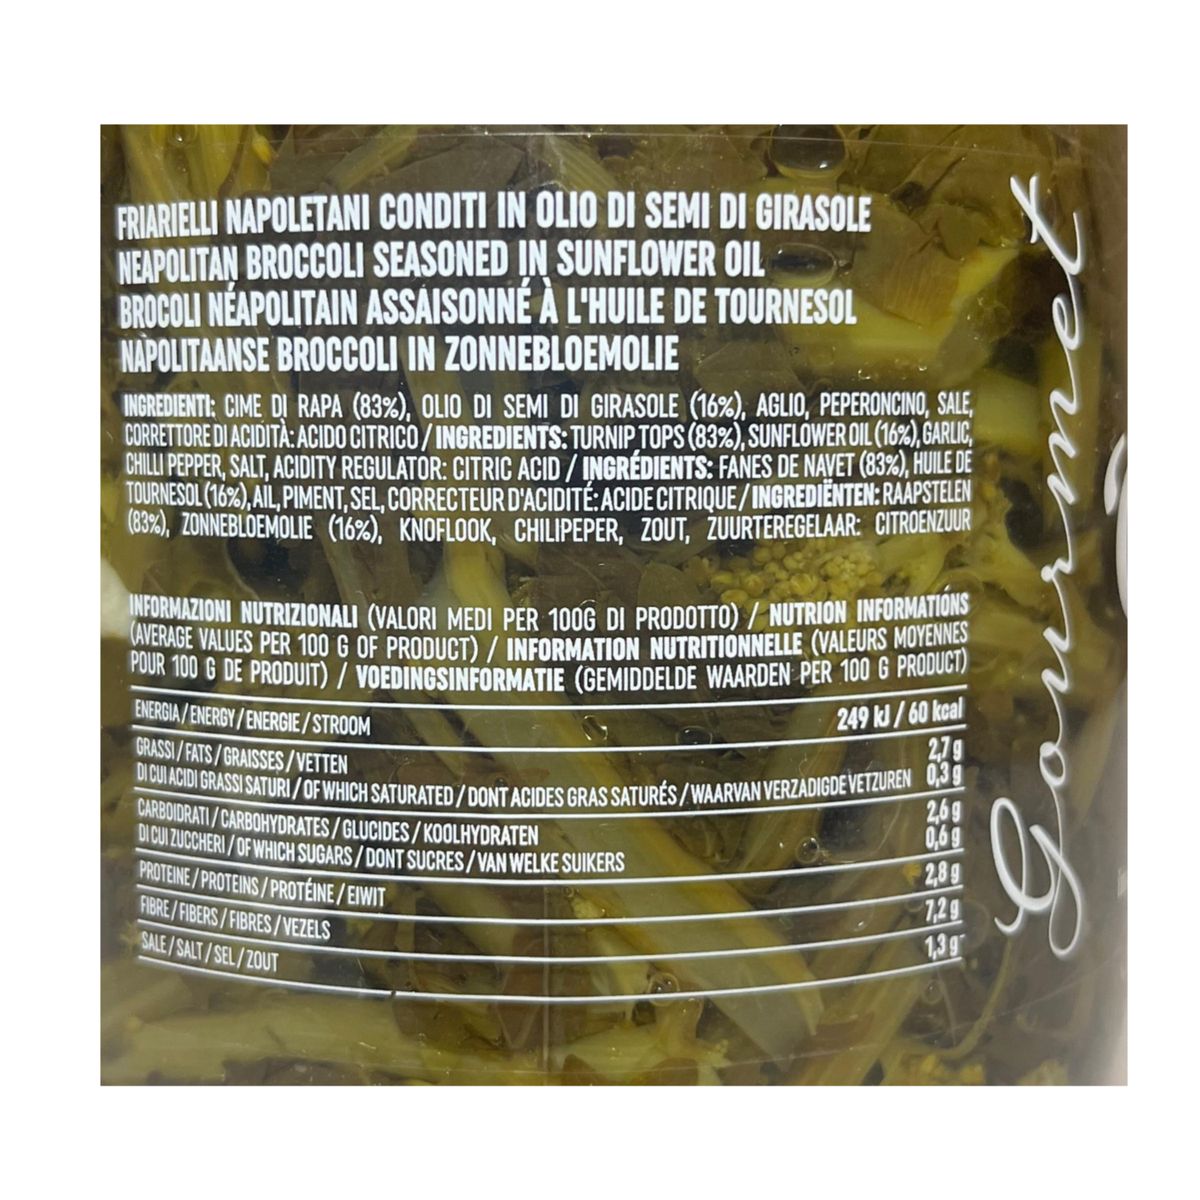 FRIARIELLI NAPOLETANI CONDITI IN OLIO DI SEMI DI GIRASOLE
NEAPOLITAN BROCCOLI SEASONED IN SUNFLOWER OIL
BROCOLI NÉAPOLITAIN ASSAISONNÉ À L'HUILE DE TOURNESOL
NAPOLITAANSE BROCCOLI IN ZONNEBLOEMOLIE
INGREDIENTI: CIME DI RAPA (83%), OLIO DI SEMI DI GIRASOLE (16%), AGLIO, PEPERONCINO, SALE,
CORRETTORE DI ACIDITÀ: ACIDO CITRICO / INGREDIENTS: TURNIP TOPS (83%), SUNFLOWER OIL (16%), GARLIC,
CHILLI PEPPER, SALT, ACIDITY REGULATOR: CITRIC ACID / INGRÉDIENTS: FANES DE NAVET (83%), HUILE DE
TOURNESOL (16%), AIL, PIMENT, SEL, CORRECTEUR D'ACIDITÉ: ACIDE CITRIQUE / INGREDIËNTEN: RAAPSTELEN
(83%), ZONNEBLOEMOLIE (16%), KNOFLOOK, CHILIPEPER, ZOUT, ZUURTEREGELAAR: CITROENZUUR
INFORMAZIONI NUTRIZIONALI (VALORI MEDI PER 100G DI PRODOTTO) / NUTRION INFORMATIONS
(AVERAGE VALUES PER 100 G OF PRODUCT) / INFORMATION NUTRITIONNELLE (VALEURS MOYENNES
POUR 100 G DE PRODUIT) / VOEDINGSINFORMATIE (GEMIDDELDE WAARDEN PER 100 G PRODUCT)
ENERGIA / ENERGY / ENERGIE / STROOM 249 kJ / 60 kcal
GRASSI / FATS / GRAISSES / VETTEN 2,7 g
DI CUI ACIDI GRASSI SATURI / OF WHICH SATURATED / DONT ACIDES GRAS SATURÉS / WAARVAN VERZADIGDE VETZUREN 0,3 g
CARBOIDRATI / CARBOHYDRATES / GLUCIDES / KOOLHYDRATEN 2,6 g
DI CUI ZUCCHERI / OF WHICH SUGARS / DONT SUCRES / VAN WELKE SUIKERS 0,6 g
PROTEINE / PROTEINS / PROTÉINE / EIWIT 2,8 g
FIBRE / FIBERS / FIBRES / VEZELS 7,2 g
SALE / SALT / SEL / ZOUT 1,3 g
Gourmet